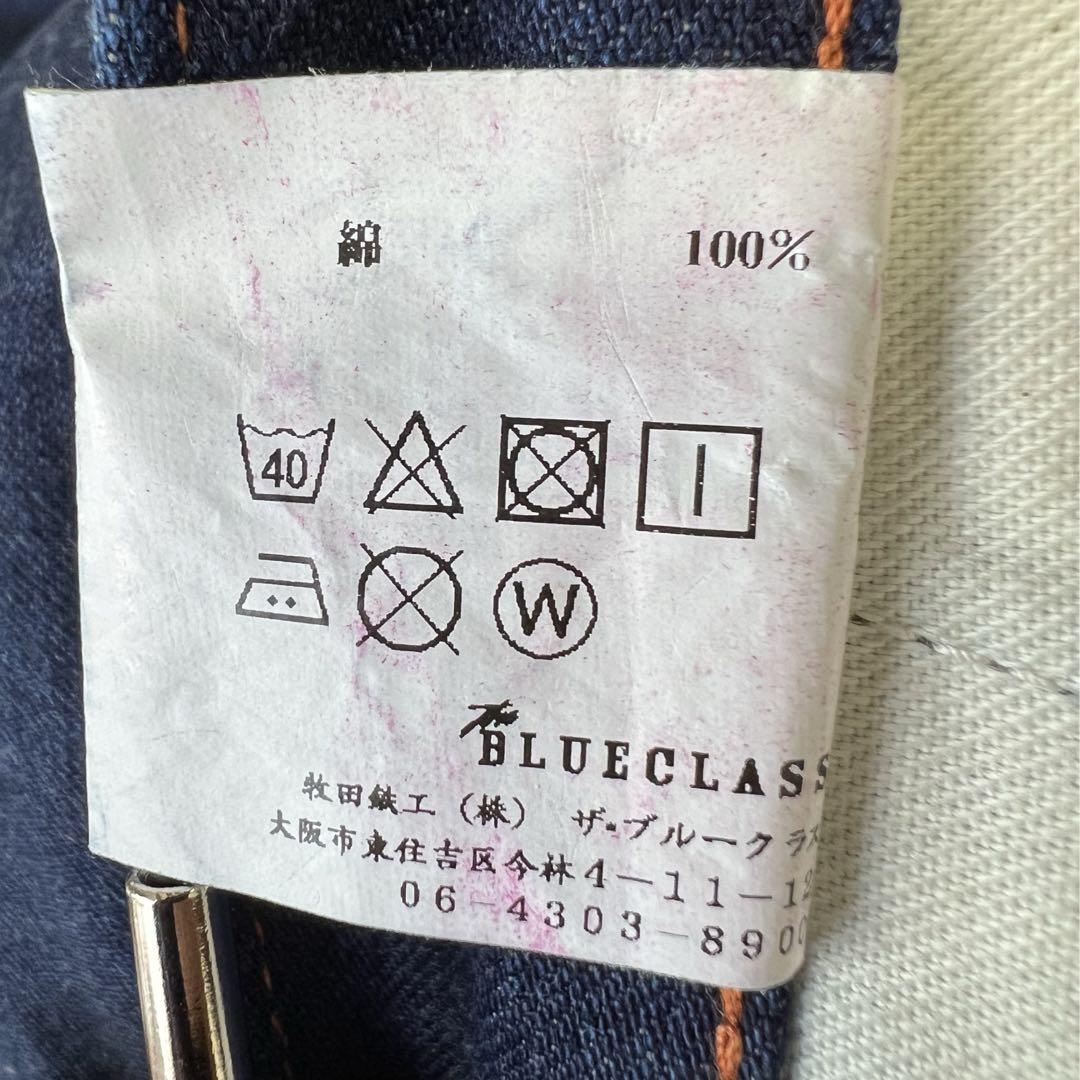 綿 100%
40
W
The
BLUECLASS
牧田鉄工(株) ザ・ブルークラス
大阪市東住吉区今林4-11-12
06-4303-890